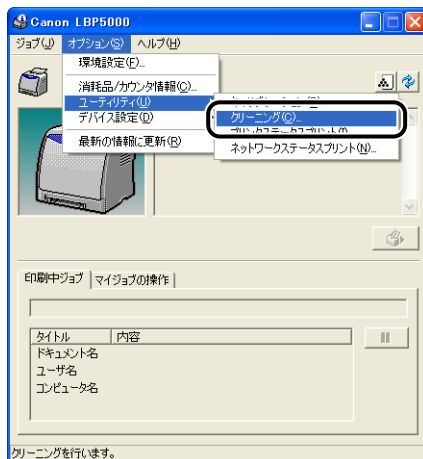 Canon LBP5000
ジョブ(J) オプション(S) ヘルプ(H)
環境設定(F)...
消耗品/カウンタ情報(C)...
ユーティリティ(U)
デバイス設定(D)
最新の情報に更新(R)
クリーニング(C)...
ネットワークステータスプリント(N)...
印刷中ジョブ マイジョブの操作
タイトル 内容
ドキュメント名
ユーザ名
コンピュータ名
クリーニングを行います。